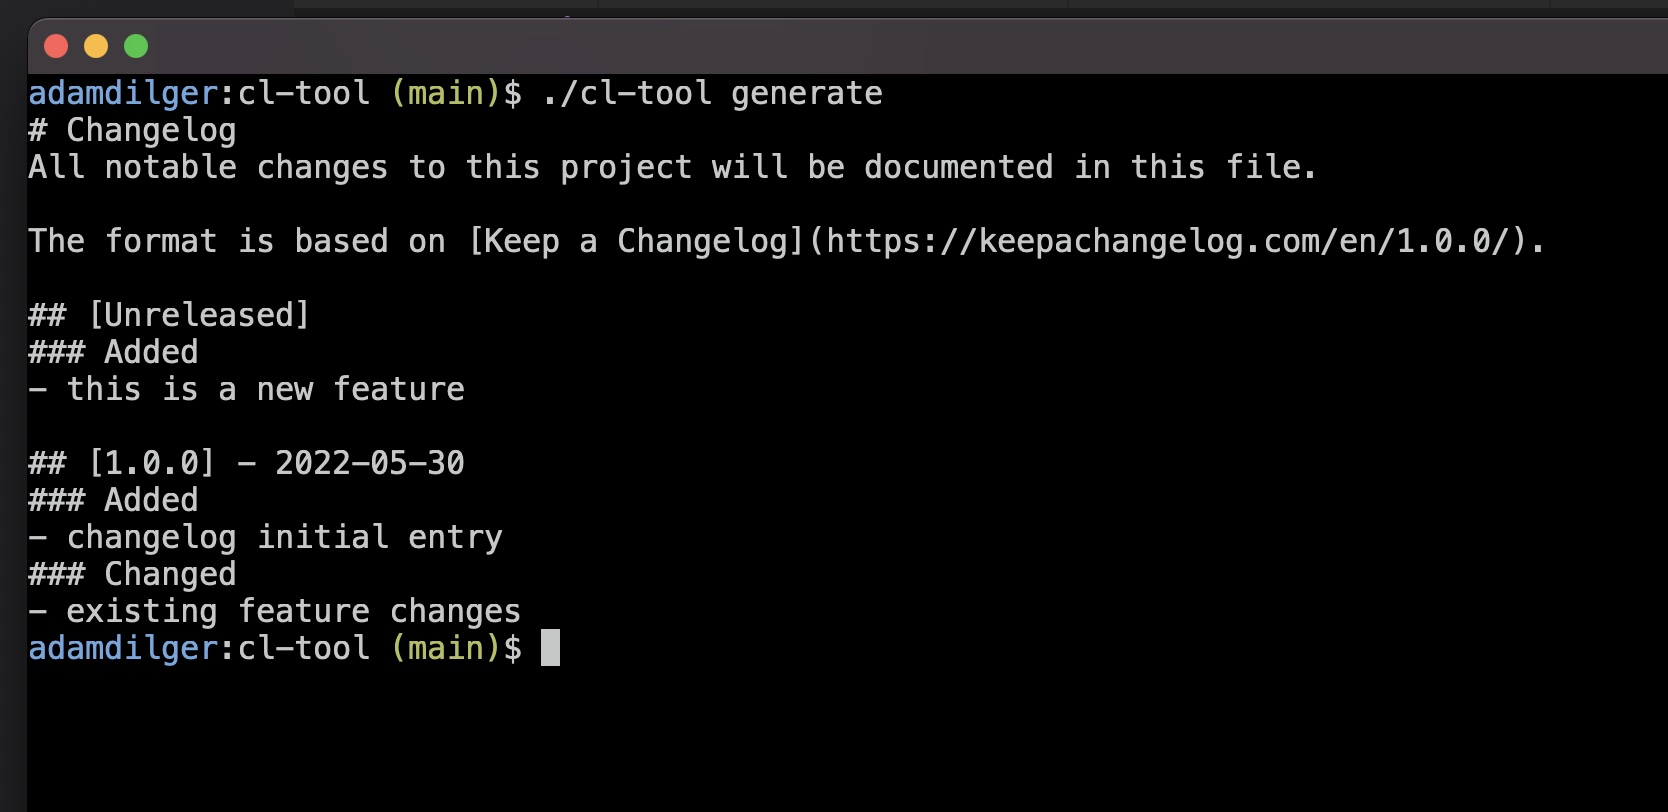 adamdilger:cl-tool (main)$ ./cl-tool generate
# Changelog
All notable changes to this project will be documented in this file.
The format is based on [Keep a Changelog](https://keepachangelog.com/en/1.0.0/).
## [Unreleased]
### Added
- this is a new feature
## [1.0.0] - 2022-05-30
### Added
- changelog initial entry
### Changed
- existing feature changes
adamdilger:cl-tool (main)$